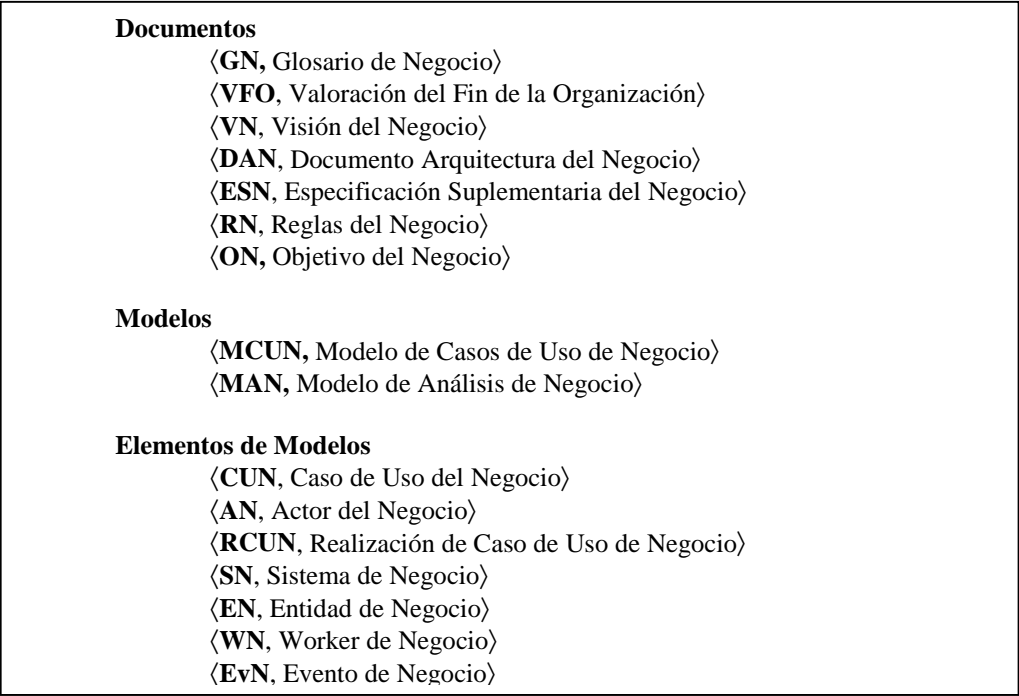 Documentos
⟨GN, Glosario de Negocio⟩
⟨VFO, Valoración del Fin de la Organización⟩
⟨VN, Visión del Negocio⟩
⟨DAN, Documento Arquitectura del Negocio⟩
⟨ESN, Especificación Suplementaria del Negocio⟩
⟨RN, Reglas del Negocio⟩
⟨ON, Objetivo del Negocio⟩
Modelos
⟨MCUN, Modelo de Casos de Uso de Negocio⟩
⟨MAN, Modelo de Análisis de Negocio⟩
Elementos de Modelos
⟨CUN, Caso de Uso del Negocio⟩
⟨AN, Actor del Negocio⟩
⟨RCUN, Realización de Caso de Uso de Negocio⟩
⟨SN, Sistema de Negocio⟩
⟨EN, Entidad de Negocio⟩
⟨WN, Worker de Negocio⟩
⟨EvN, Evento de Negocio⟩